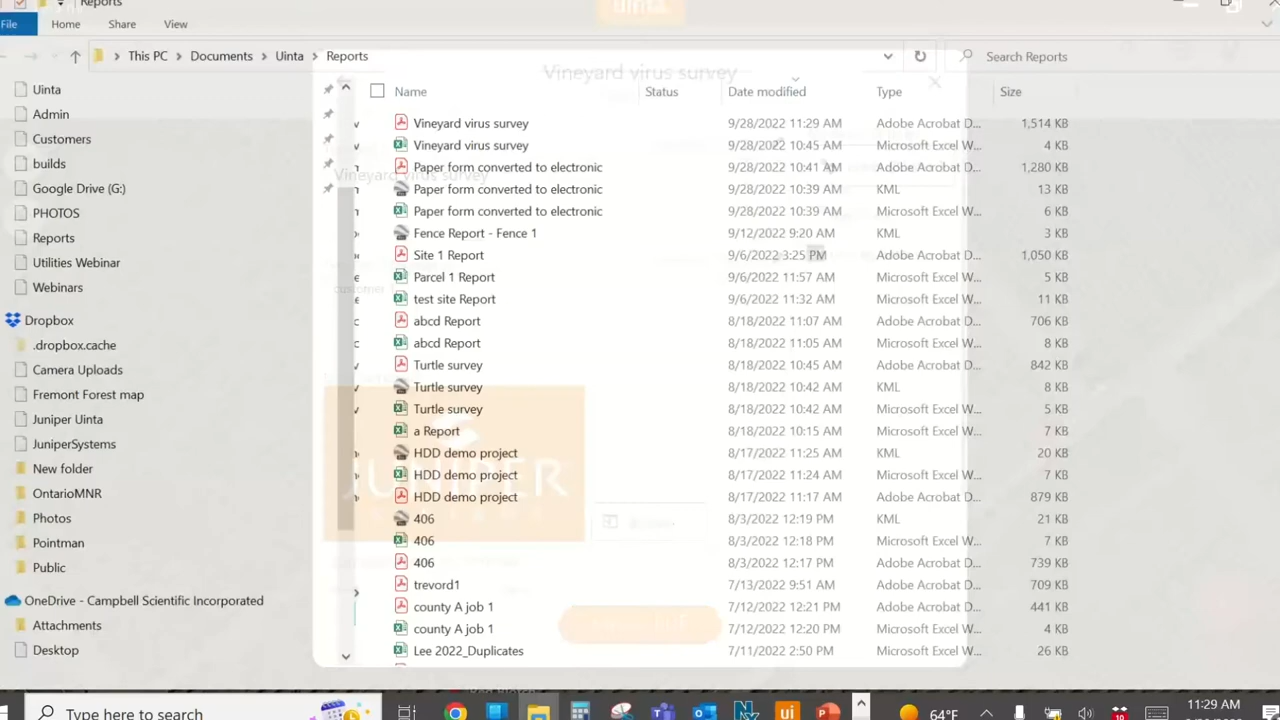 Reports
uinta.
File Home Share View
This PC > Documents > Uinta > Reports
Search Reports
Vineyard virus survey
Name Status Date modified Type Size
Uinta
Admin
Customers
builds
Google Drive (G:)
PHOTOS
Reports
Utilities Webinar
Webinars
Dropbox
.dropbox.cache
Camera Uploads
Fremont Forest map
Juniper Uinta
JuniperSystems
New folder
OntarioMNR
Photos
Pointman
Public
OneDrive - Campbell Scientific Incorporated
Attachments
Desktop
Vineyard virus survey 9/28/2022 11:29 AM Adobe Acrobat D... 1,514 KB
Vineyard virus survey 9/28/2022 10:45 AM Microsoft Excel W... 4 KB
Paper form converted to electronic 9/28/2022 10:41 AM Adobe Acrobat D... 1,280 KB
Vineyard virus survey
Paper form converted to electronic 9/28/2022 10:39 AM KML 13 KB
Paper form converted to electronic 9/28/2022 10:39 AM Microsoft Excel W... 6 KB
Fence Report - Fence 1 9/12/2022 9:20 AM KML 3 KB
Site 1 Report 9/6/2022 3:25 PM Adobe Acrobat D... 1,050 KB
Parcel 1 Report 9/6/2022 11:57 AM Microsoft Excel W... 5 KB
customer
test site Report 9/6/2022 11:32 AM Microsoft Excel W... 11 KB
abcd Report 8/18/2022 11:07 AM Adobe Acrobat D... 706 KB
abcd Report 8/18/2022 11:05 AM Microsoft Excel W... 8 KB
Turtle survey 8/18/2022 10:45 AM Adobe Acrobat D... 842 KB
Turtle survey 8/18/2022 10:42 AM KML 8 KB
Turtle survey 8/18/2022 10:42 AM Microsoft Excel W... 5 KB
a Report 8/18/2022 10:15 AM Microsoft Excel W... 7 KB
HDD demo project 8/17/2022 11:25 AM KML 20 KB
HDD demo project 8/17/2022 11:24 AM Microsoft Excel W... 7 KB
JUNIPER
HDD demo project 8/17/2022 11:17 AM Adobe Acrobat D... 879 KB
406 8/3/2022 12:19 PM KML 21 KB
406 8/3/2022 12:18 PM Microsoft Excel W... 7 KB
406 8/3/2022 12:17 PM Adobe Acrobat D... 739 KB
trevord1 7/13/2022 9:51 AM Adobe Acrobat D... 709 KB
county A job 1 7/12/2022 12:21 PM Adobe Acrobat D... 441 KB
county A job 1 7/12/2022 12:20 PM Microsoft Excel W... 4 KB
Lee 2022_Duplicates 7/11/2022 2:50 PM Microsoft Excel W... 26 KB
Type here to search
ui
64°F
10
11:29 AM